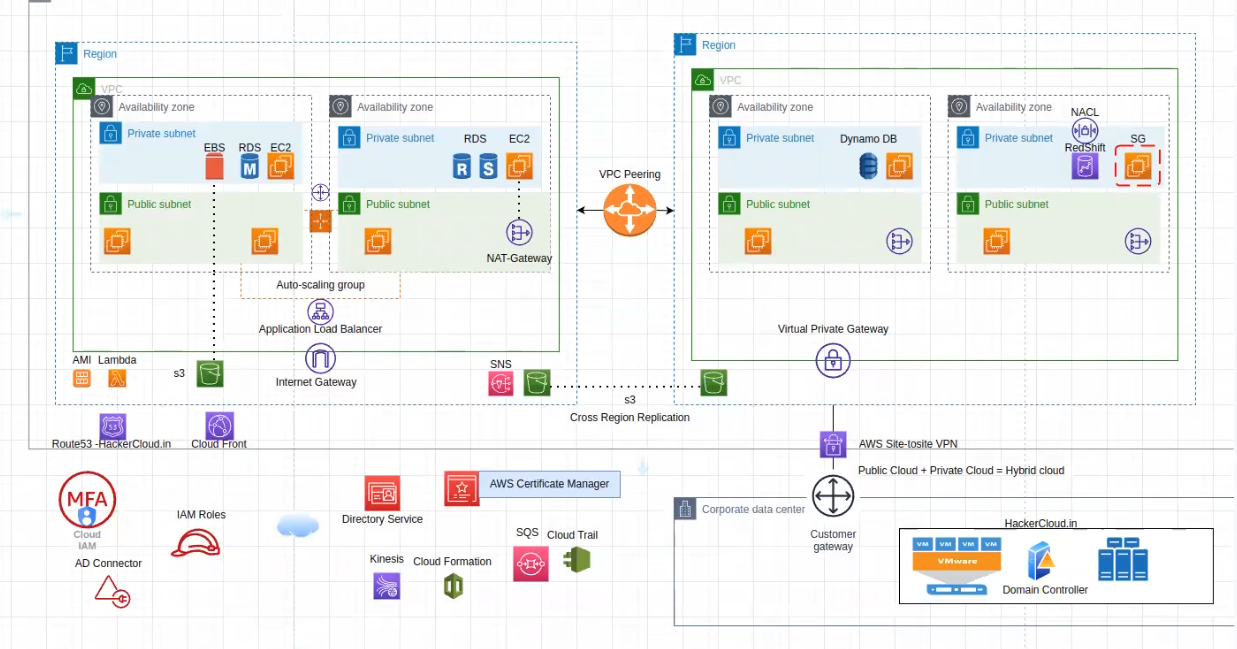 Region
VPC
Availability zone
Private subnet
EBS
RDS
EC2
M
Public subnet
Availability zone
Private subnet
RDS
EC2
R
S
Public subnet
NAT-Gateway
Auto-scaling group
Application Load Balancer
Internet Gateway
AMI
Lambda
s3
SNS
VPC Peering
s3
Cross Region Replication
Region
VPC
Availability zone
Private subnet
Dynamo DB
Public subnet
Availability zone
NACL
Private subnet
RedShift
SG
Public subnet
Virtual Private Gateway
53
Route53 -HackerCloud.in
Cloud Front
AWS Site-tosite VPN
Public Cloud + Private Cloud = Hybrid cloud
MFA
Cloud
IAM
IAM Roles
AD Connector
Directory Service
AWS Certificate Manager
Kinesis
Cloud Formation
SQS
Cloud Trail
Corporate data center
Customer
gateway
HackerCloud.in
VM
VM
VM
VM
VMware
Domain Controller